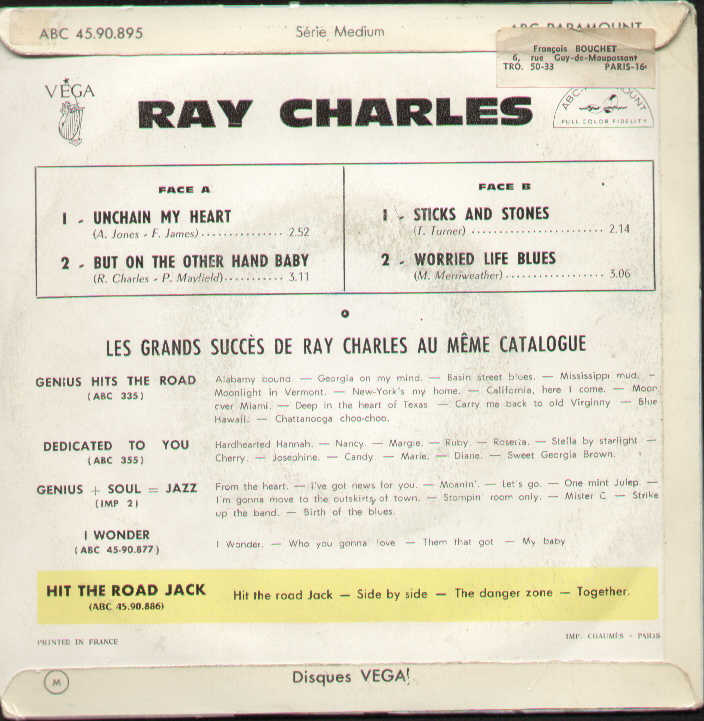 ABC 45.90.895 Série Medium ABC-PARAMOUNT
François BOUCHET
6, rue Guy-de-Maupassant
TRO. 50-33 PARIS-16e
VEGA
RAY CHARLES
FULL COLOR FIDELITY
FACE A
1 - UNCHAIN MY HEART
(A. Jones - F. James) 2.52
2 - BUT ON THE OTHER HAND BABY
(R. Charles - P. Mayfield) 3.11
FACE B
1 - STICKS AND STONES
(T. Turner) 2.14
2 - WORRIED LIFE BLUES
(M. Merriweather) 3.06
LES GRANDS SUCCÈS DE RAY CHARLES AU MÊME CATALOGUE
GENIUS HITS THE ROAD
(ABC 335)
Alabamy bound. — Georgia on my mind. — Basin street blues. — Mississippi mud. —
Moonlight in Vermont. — New-York's my home. — California, here I come. — Moon
over Miami. — Deep in the heart of Texas — Carry me back to old Virginny — Blue
Hawaii. — Chattanooga choo-choo.
DEDICATED TO YOU
(ABC 355)
Hardhearted Hannah. — Nancy. — Margie. — Ruby — Rosetta. — Stella by starlight —
Cherry. — Josephine. — Candy — Marie. — Diane. — Sweet Georgia Brown.
GENIUS + SOUL = JAZZ
(IMP 2)
From the heart. — I've got news for you. — Moanin'. — Let's go. — One mint Julep. —
I'm gonna move to the outskirts of town. — Stompin' room only. — Mister C — Strike
up the band. — Birth of the blues.
I WONDER
(ABC 45-90.877)
I Wonder. — Who you gonna love — Them that got — My baby
HIT THE ROAD JACK
(ABC 45.90.886)
Hit the road Jack — Side by side — The danger zone — Together.
PRINTED IN FRANCE IMP. CHAUMÈS - PARIS
M
Disques VEGA